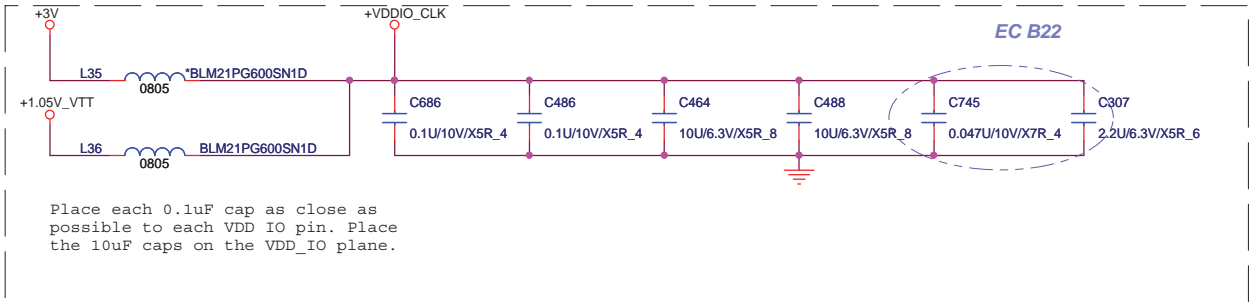 +3V
+VDDIO_CLK
EC B22
L35
*BLM21PG600SN1D
0805
+1.05V_VTT
C686
0.1U/10V/X5R_4
C486
0.1U/10V/X5R_4
C464
10U/6.3V/X5R_8
C488
10U/6.3V/X5R_8
C745
0.047U/10V/X7R_4
C307
2.2U/6.3V/X5R_6
L36
BLM21PG600SN1D
0805
Place each 0.1uF cap as close as
possible to each VDD IO pin. Place
the 10uF caps on the VDD_IO plane.